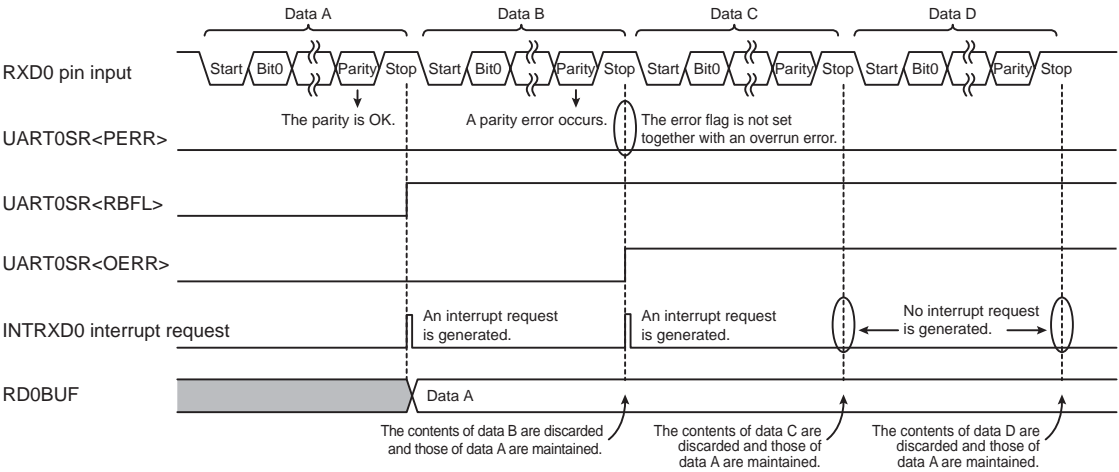 Data A Data B Data C Data D
RXD0 pin input
Start Bit0 Parity Stop Start Bit0 Parity Stop Start Bit0 Parity Stop Start Bit0 Parity Stop
The parity is OK.
A parity error occurs.
The error flag is not set
together with an overrun error.
UART0SR<PERR>
UART0SR<RBFL>
UART0SR<OERR>
INTRXD0 interrupt request
An interrupt request
is generated.
An interrupt request
is generated.
No interrupt request
is generated.
RD0BUF
Data A
The contents of data B are discarded
and those of data A are maintained.
The contents of data C are
discarded and those of
data A are maintained.
The contents of data D are
discarded and those of
data A are maintained.